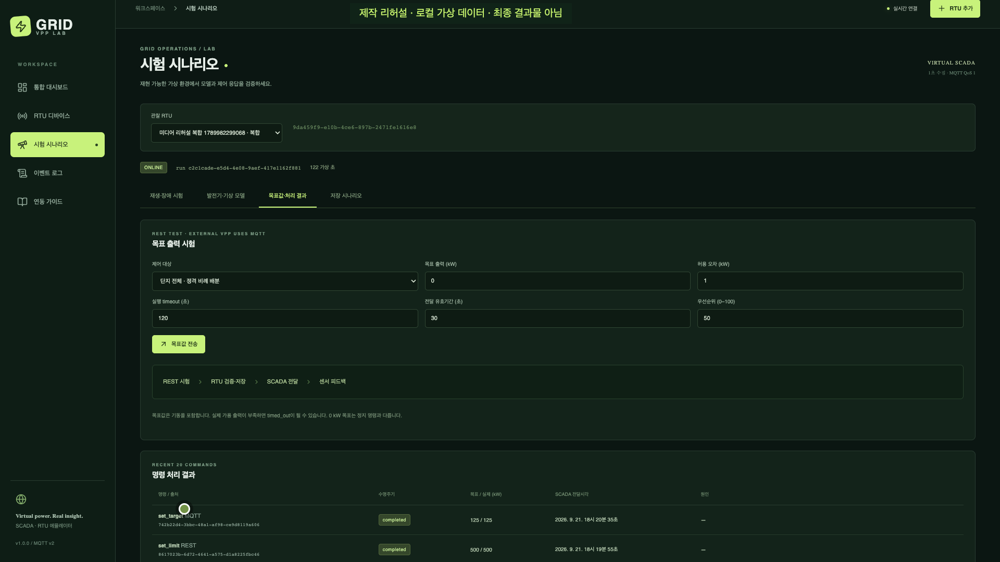 워크스페이스 > 시험 시나리오
제작 리허설 · 로컬 가상 데이터 · 최종 결과물 아님
실시간 연결
RTU 추가
GRID
VPP LAB
WORKSPACE
통합 대시보드
RTU 디바이스
시험 시나리오
이벤트 로그
연동 가이드
Virtual power. Real insight.
SCADA · RTU 에뮬레이터
v1.0.0 / MQTT v2
GRID OPERATIONS / LAB
시험 시나리오
재현 가능한 가상 환경에서 모델과 제어 응답을 검증하세요.
VIRTUAL SCADA
1초 수집 · MQTT QoS 1
관찰 RTU
미디어 리허설 복합 1789982299068 · 복합
9da459f9-e10b-4ce6-897b-2471fe1616e8
ONLINE run c2c1cade-e5d4-4e08-9aef-417e1162f881 122 가상 초
재생·장애 시험 발전기·기상 모델 목표값·처리 결과 저장 시나리오
REST TEST · EXTERNAL VPP USES MQTT
목표 출력 시험
제어 대상 목표 출력 (kW) 허용 오차 (kW)
단지 전체 · 정격 비례 배분 0 1
실행 timeout (초) 전달 유효기간 (초) 우선순위 (0–100)
120 30 50
목표값 전송
REST 시험 > RTU 검증·저장 > SCADA 전달 > 센서 피드백
목표값은 기동을 포함합니다. 실제 가용 출력이 부족하면 timed_out이 될 수 있습니다. 0 kW 목표는 정지 명령과 다릅니다.
RECENT 20 COMMANDS
명령 처리 결과
명령 / 출처 수명주기 목표 / 실제 (kW) SCADA 전달시각 원인
set_target MQTT completed 125 / 125 2026. 9. 21. 18시 20분 35초 —
742b22d4-3bbc-48a1-af98-ce9d8119a606
set_limit REST completed 500 / 500 2026. 9. 21. 18시 19분 55초 —
8617023b-6d72-4641-a575-d1a8225fbc46